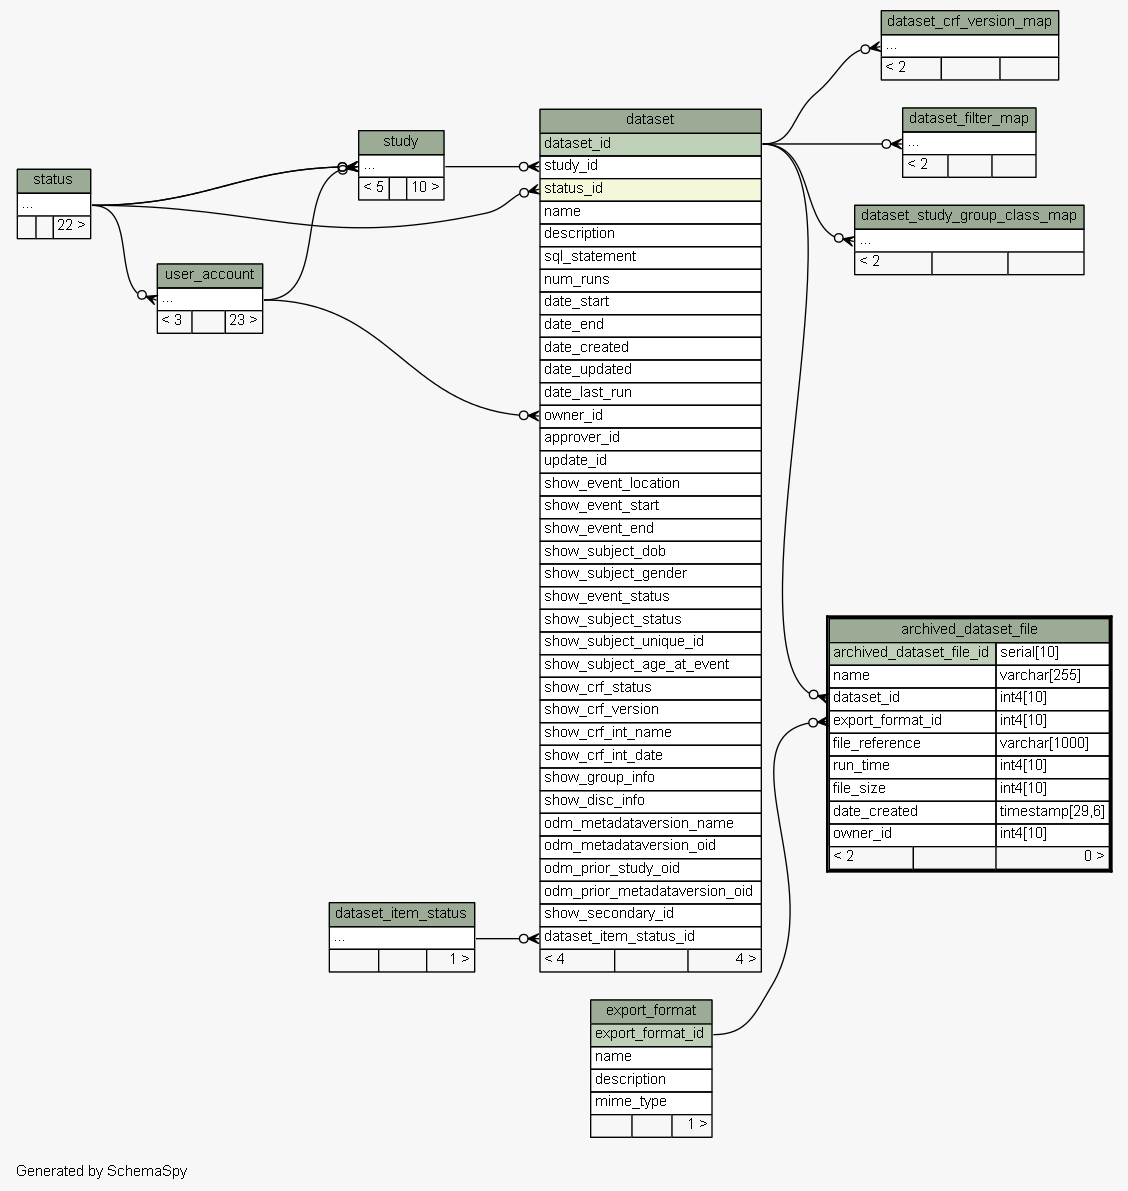 dataset_crf_version_map
...
< 2
dataset_filter_map
...
< 2
dataset_study_group_class_map
...
< 2
study
...
< 5 10 >
status
...
22 >
user_account
...
< 3 23 >
dataset
dataset_id
study_id
status_id
name
description
sql_statement
num_runs
date_start
date_end
date_created
date_updated
date_last_run
owner_id
approver_id
update_id
show_event_location
show_event_start
show_event_end
show_subject_dob
show_subject_gender
show_event_status
show_subject_status
show_subject_unique_id
show_subject_age_at_event
show_crf_status
show_crf_version
show_crf_int_name
show_crf_int_date
show_group_info
show_disc_info
odm_metadataversion_name
odm_metadataversion_oid
odm_prior_study_oid
odm_prior_metadataversion_oid
show_secondary_id
dataset_item_status_id
< 4 4 >
archived_dataset_file
archived_dataset_file_id serial[10]
name varchar[255]
dataset_id int4[10]
export_format_id int4[10]
file_reference varchar[1000]
run_time int4[10]
file_size int4[10]
date_created timestamp[29,6]
owner_id int4[10]
< 2 0 >
dataset_item_status
...
1 >
export_format
export_format_id
name
description
mime_type
1 >
Generated by SchemaSpy